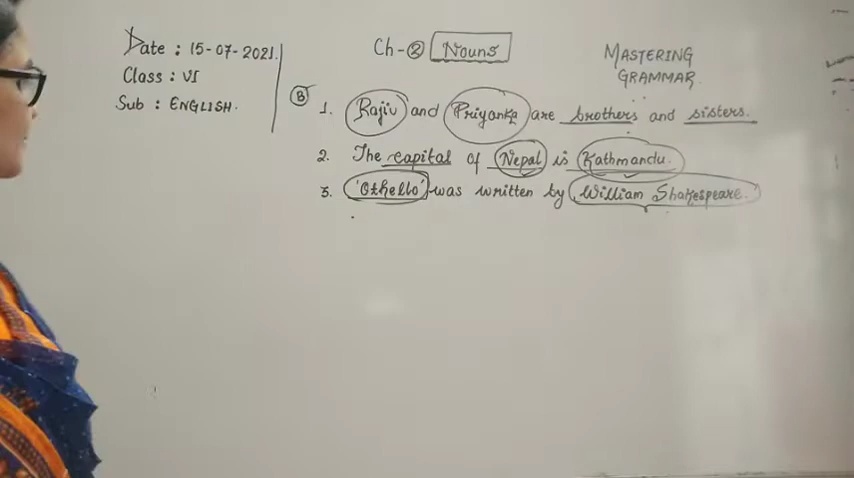 Date : 15-07-2021.
Class : VI
Sub : ENGLISH.
Ch-② Nouns
MASTERING
GRAMMAR.
Ⓑ
1. Rajiv and Priyanka are brothers and sisters.
2. The capital of Nepal is Kathmandu.
3. 'Othello' was written by William Shakespeare.